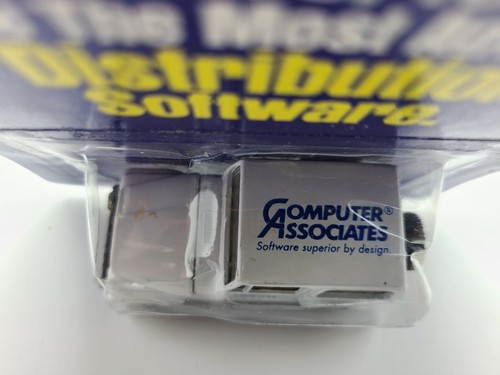 The Most
Distribution
Software.
COMPUTER®
ASSOCIATES
Software superior by design.